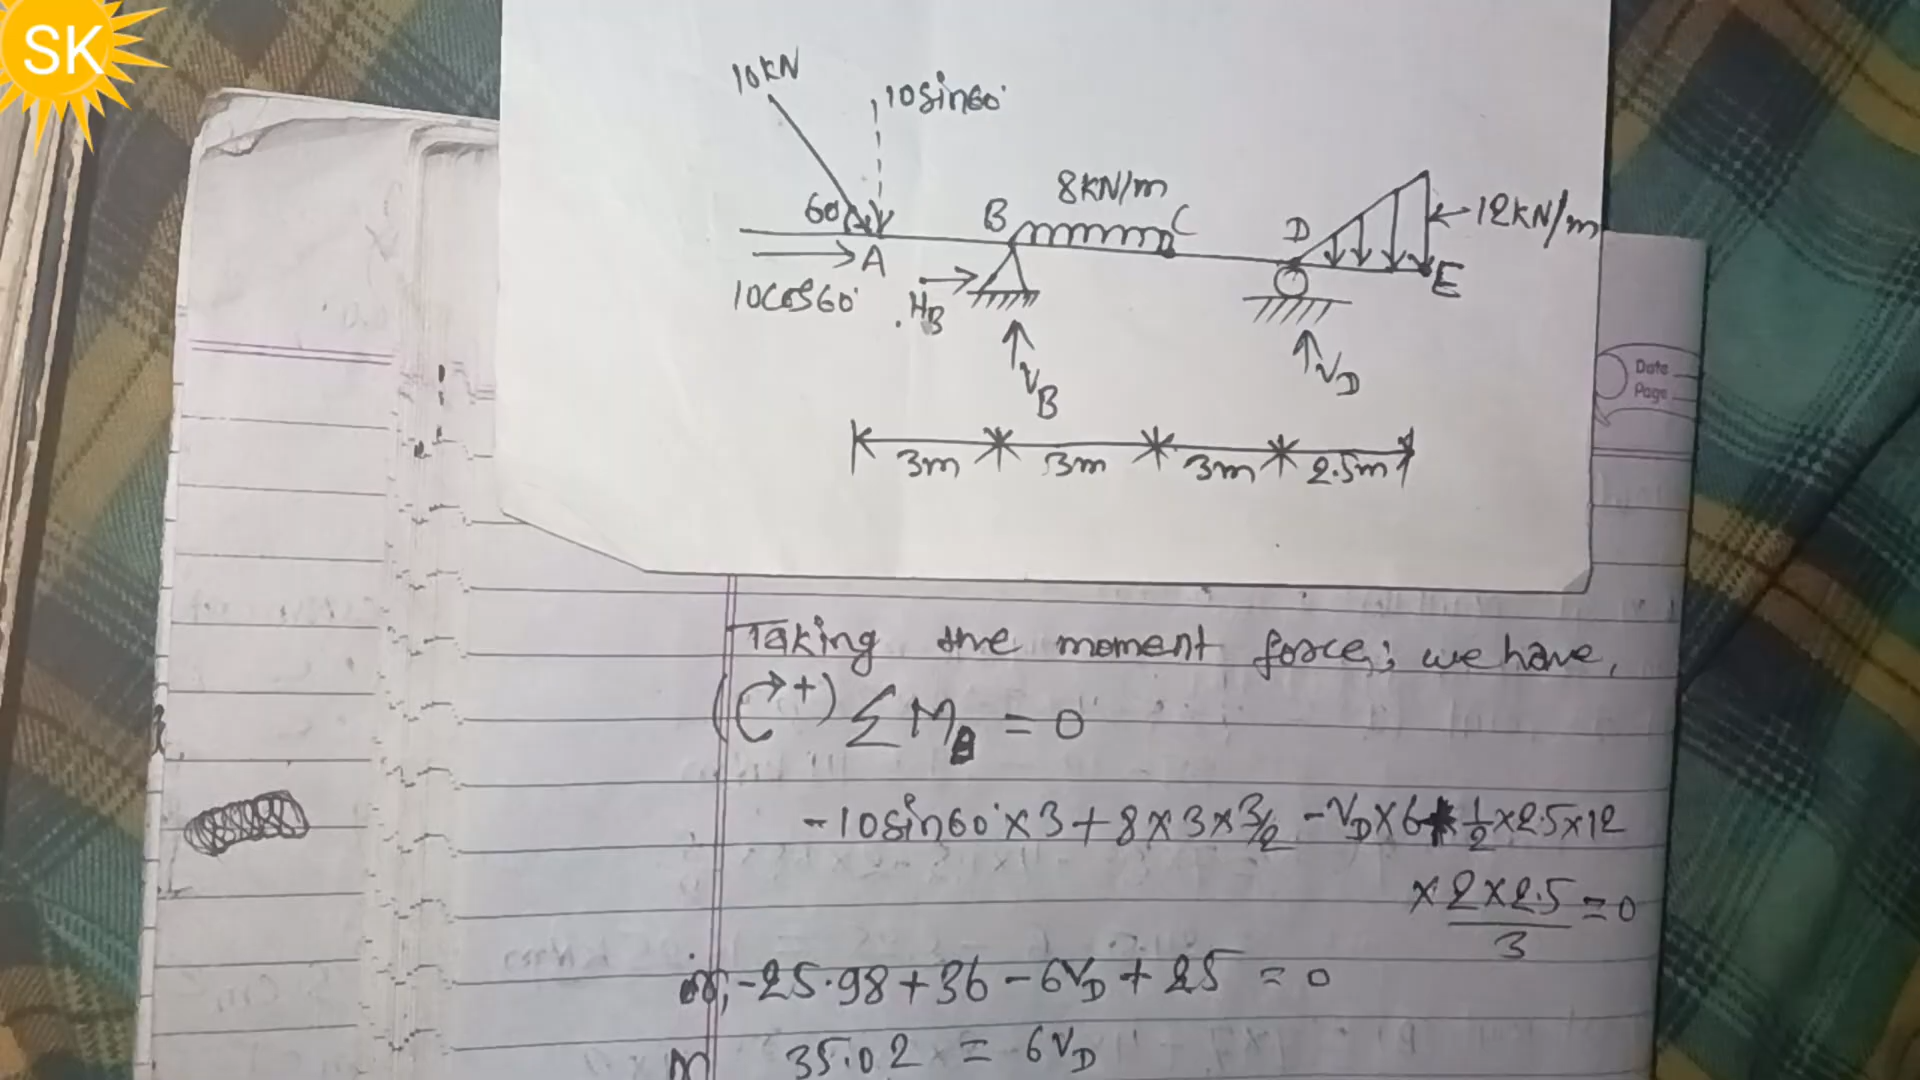 SK
10KN
10sin60°
60
10cos60°
A
B
8KN/m
C
D
12KN/m
E
HB
VB
VD
3m 3m 3m 2.5m
Date
Page
Taking the moment force; we have,
(+) ΣMB = 0
-10sin60°×3+8×3×3/2 -VD×6+1/2×2.5×12
×2×2.5/3=0
or, -25.98+36-6VD+25 = 0
or 35.02 = 6VD